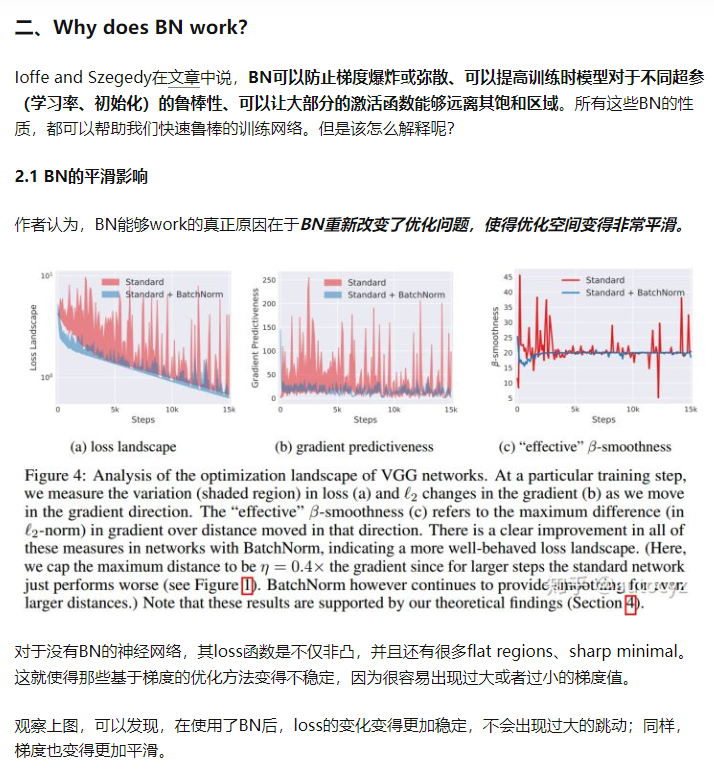 二、Why does BN work?
Ioffe and Szegedy在文章中说，BN可以防止梯度爆炸或弥散、可以提高训练时模型对于不同超参
（学习率、初始化）的鲁棒性、可以让大部分的激活函数能够远离其饱和区域。所有这些BN的性
质，都可以帮助我们快速鲁棒的训练网络。但是该怎么解释呢？
2.1 BN的平滑影响
作者认为，BN能够work的真正原因在于BN重新改变了优化问题，使得优化空间变得非常平滑。
Loss Landscape
10¹
10⁰
Standard
Standard + BatchNorm
0 5k 10k 15k
Steps
(a) loss landscape
Gradient Predictiveness
250
200
150
100
50
0
Standard
Standard + BatchNorm
0 5k 10k 15k
Steps
(b) gradient predictiveness
β-smoothness
45
40
35
30
25
20
15
10
5
Standard
Standard + BatchNorm
0 5k 10k 15k
Steps
(c) “effective” β-smoothness
Figure 4: Analysis of the optimization landscape of VGG networks. At a particular training step,
we measure the variation (shaded region) in loss (a) and ℓ₂ changes in the gradient (b) as we move
in the gradient direction. The “effective” β-smoothness (c) refers to the maximum difference (in
ℓ₂-norm) in gradient over distance moved in that direction. There is a clear improvement in all of
these measures in networks with BatchNorm, indicating a more well-behaved loss landscape. (Here,
we cap the maximum distance to be η = 0.4× the gradient since for larger steps the standard network
just performs worse (see Figure 1). BatchNorm however continues to provide smoothing for even
larger distances.) Note that these results are supported by our theoretical findings (Section 4).
对于没有BN的神经网络，其loss函数是不仅非凸，并且还有很多flat regions、sharp minimal。
这就使得那些基于梯度的优化方法变得不稳定，因为很容易出现过大或者过小的梯度值。
观察上图，可以发现，在使用了BN后，loss的变化变得更加稳定，不会出现过大的跳动；同样，
梯度也变得更加平滑。